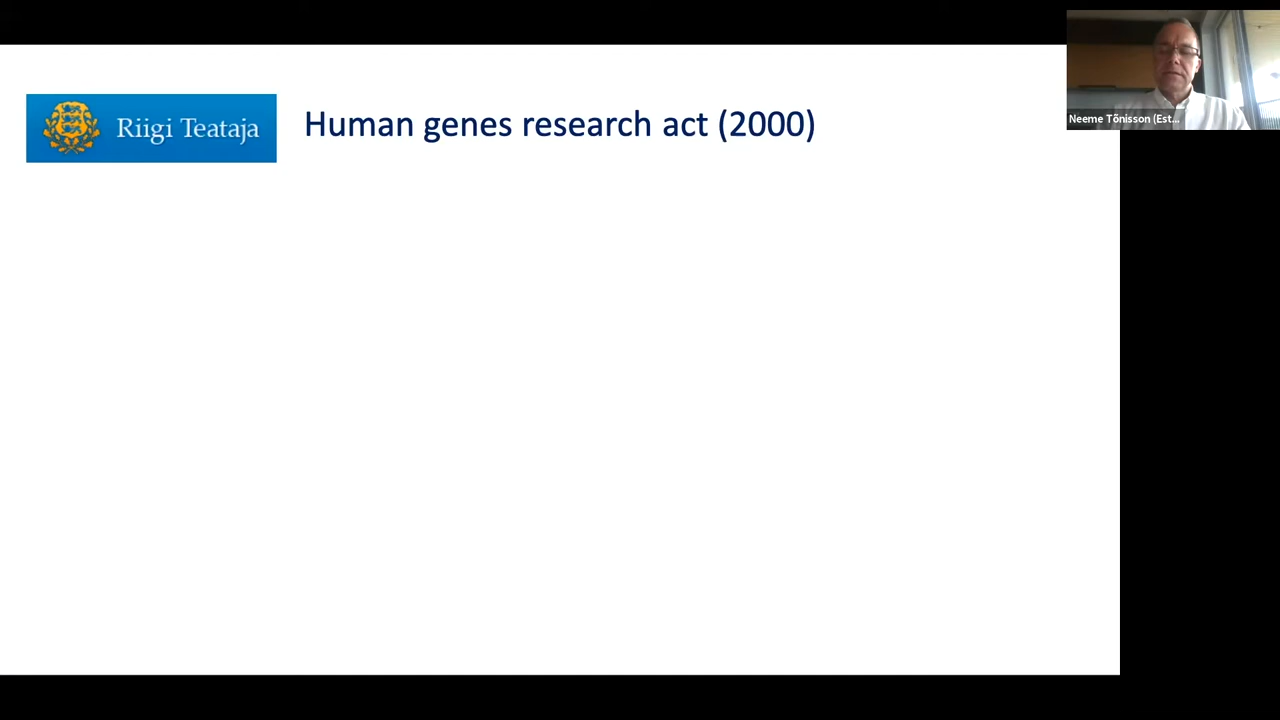 Riigi Teataja
Human genes research act (2000)
Neeme Tõnisson (Est...